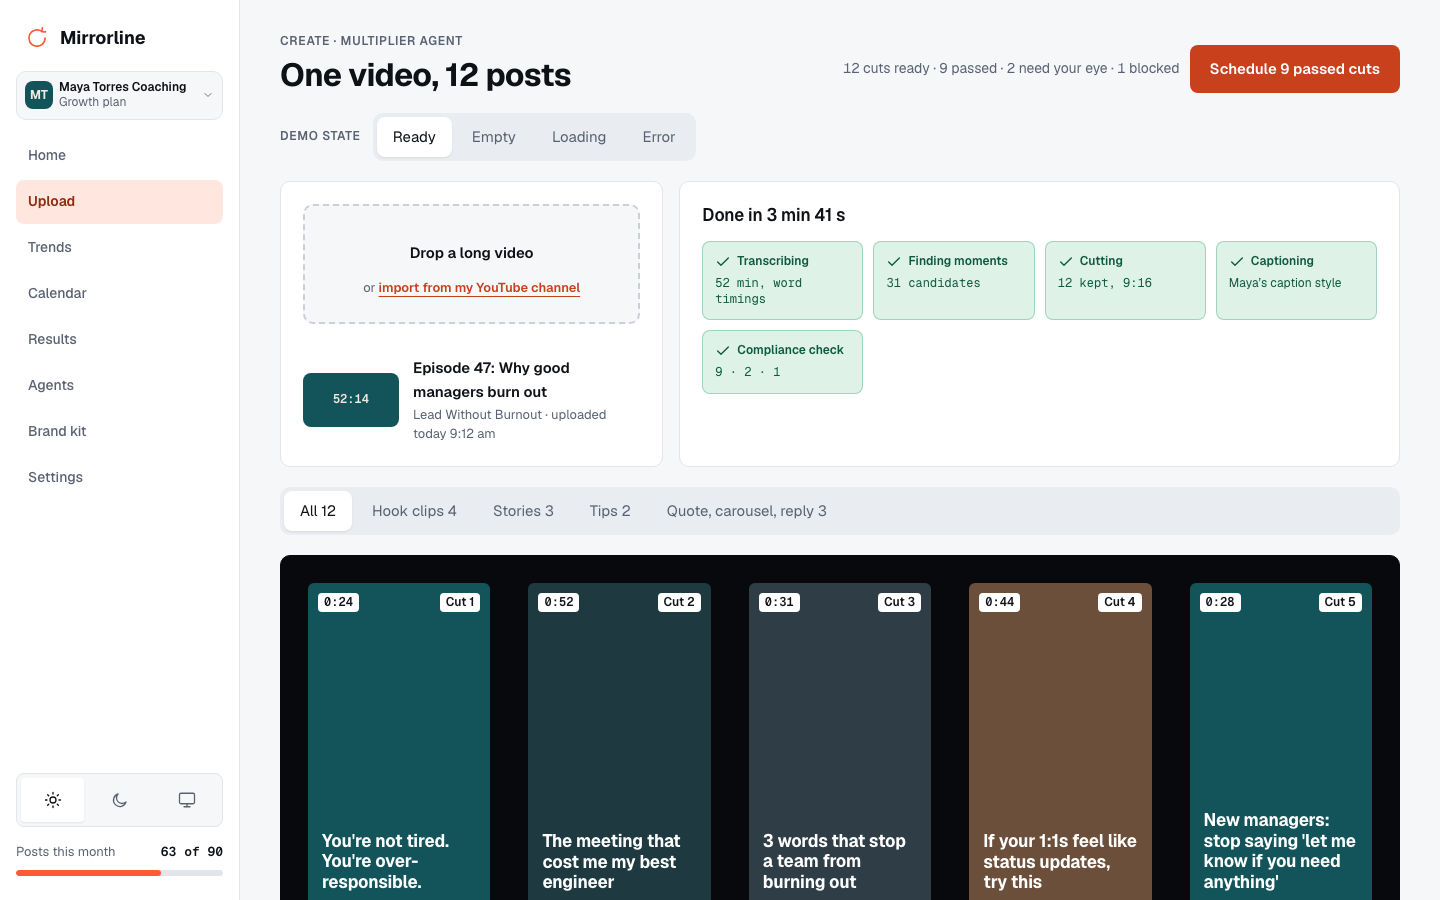 Mirrorline
MT
Maya Torres Coaching
Growth plan
Home
Upload
Trends
Calendar
Results
Agents
Brand kit
Settings
Posts this month
63 of 90
CREATE · MULTIPLIER AGENT
One video, 12 posts
12 cuts ready · 9 passed · 2 need your eye · 1 blocked
Schedule 9 passed cuts
DEMO STATE
Ready
Empty
Loading
Error
Drop a long video
or import from my YouTube channel
52:14
Episode 47: Why good
managers burn out
Lead Without Burnout · uploaded
today 9:12 am
Done in 3 min 41 s
Transcribing
52 min, word
timings
Finding moments
31 candidates
Cutting
12 kept, 9:16
Captioning
Maya's caption style
Compliance check
9 · 2 · 1
All 12
Hook clips 4
Stories 3
Tips 2
Quote, carousel, reply 3
0:24
Cut 1
You're not tired.
You're over-
responsible.
0:52
Cut 2
The meeting that
cost me my best
engineer
0:31
Cut 3
3 words that stop
a team from
burning out
0:44
Cut 4
If your 1:1s feel like
status updates,
try this
0:28
Cut 5
New managers:
stop saying 'let me
know if you need
anything'